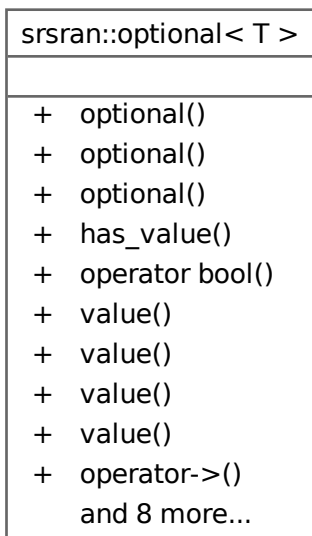 srsran::optional< T >
+ optional()
+ optional()
+ optional()
+ has_value()
+ operator bool()
+ value()
+ value()
+ value()
+ value()
+ operator->()
and 8 more...